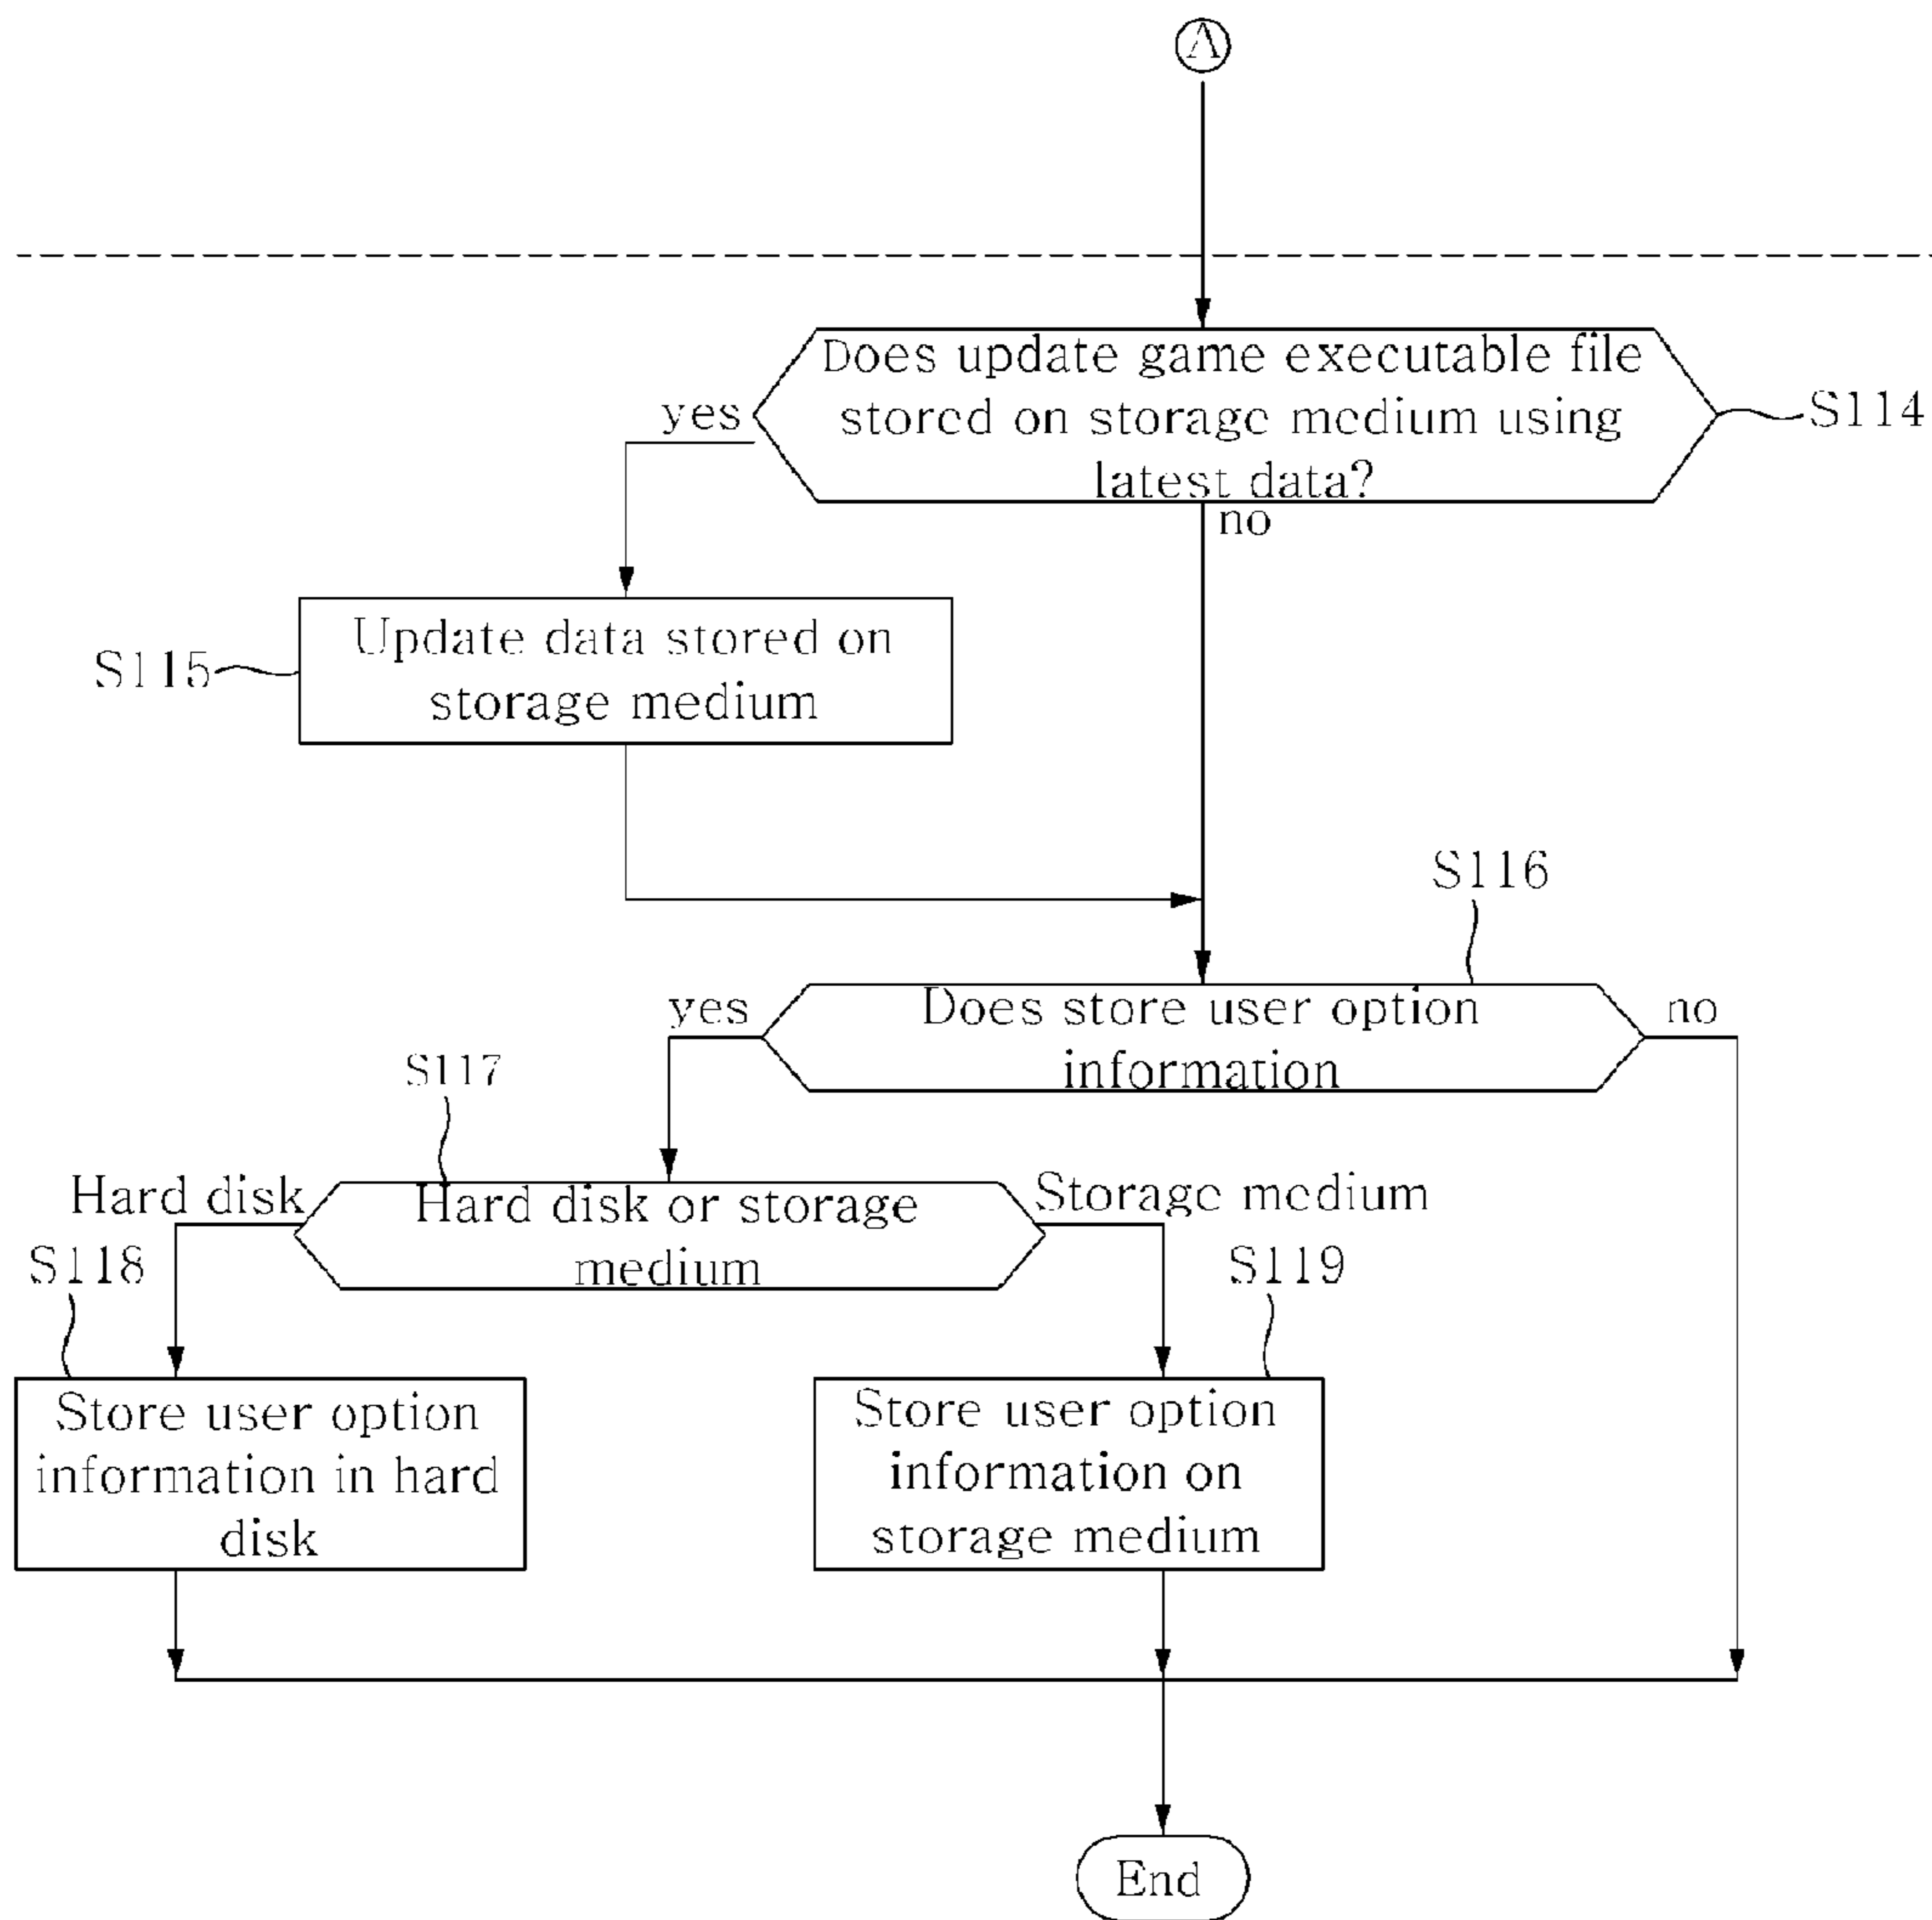 A
Does update game executable file
stored on storage medium using
latest data?
yes
S114
no
Update data stored on
storage medium
S115
S116
yes
Does store user option
information
no
S117
Hard disk
Hard disk or storage
medium
Storage medium
S118
S119
Store user option
information in hard
disk
Store user option
information on
storage medium
End